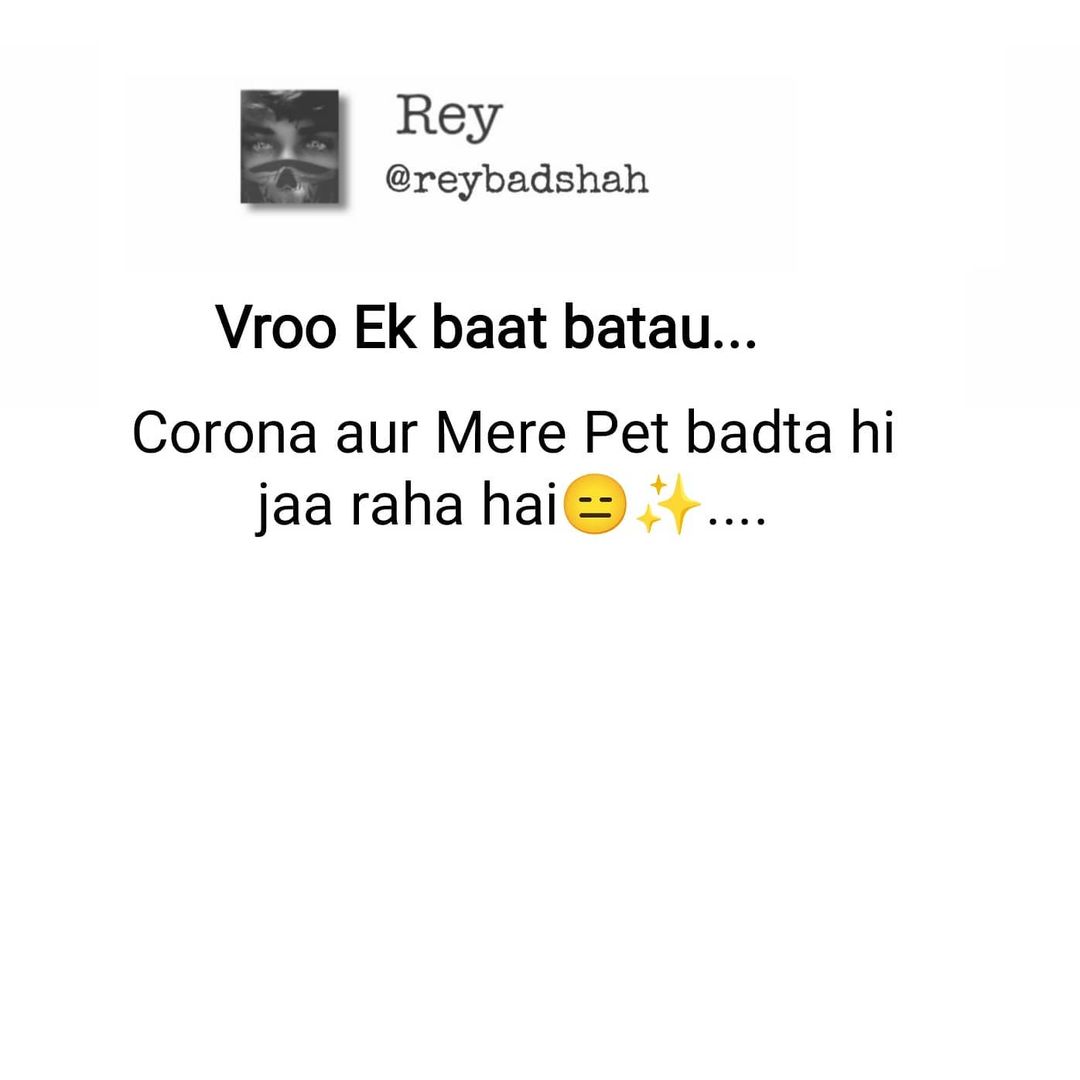 Rey
@reybadshah
Vroo Ek baat batau...
Corona aur Mere Pet badta hi
jaa raha hai😑✨....